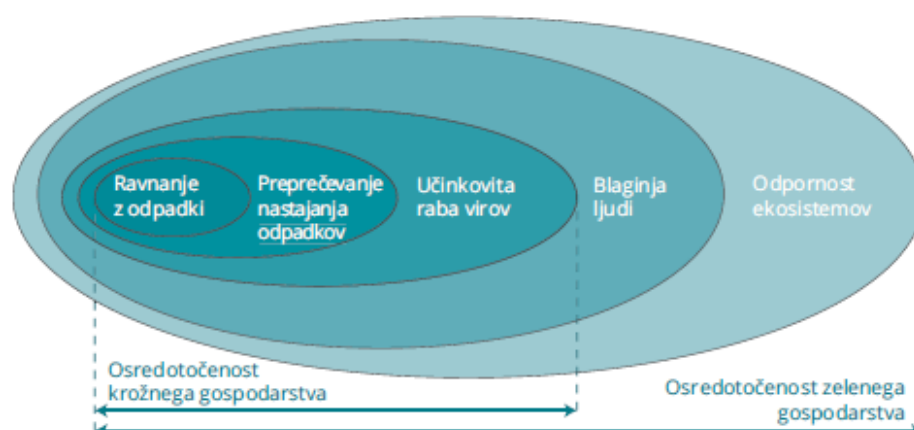 Ravnanje
z odpadki
Preprečevanje
nastajanja
odpadkov
Učinkovita
raba virov
Blaginja
ljudi
Odpornost
ekosistemov
Osredotočenost
krožnega gospodarstva
Osredotočenost zelenega
gospodarstva